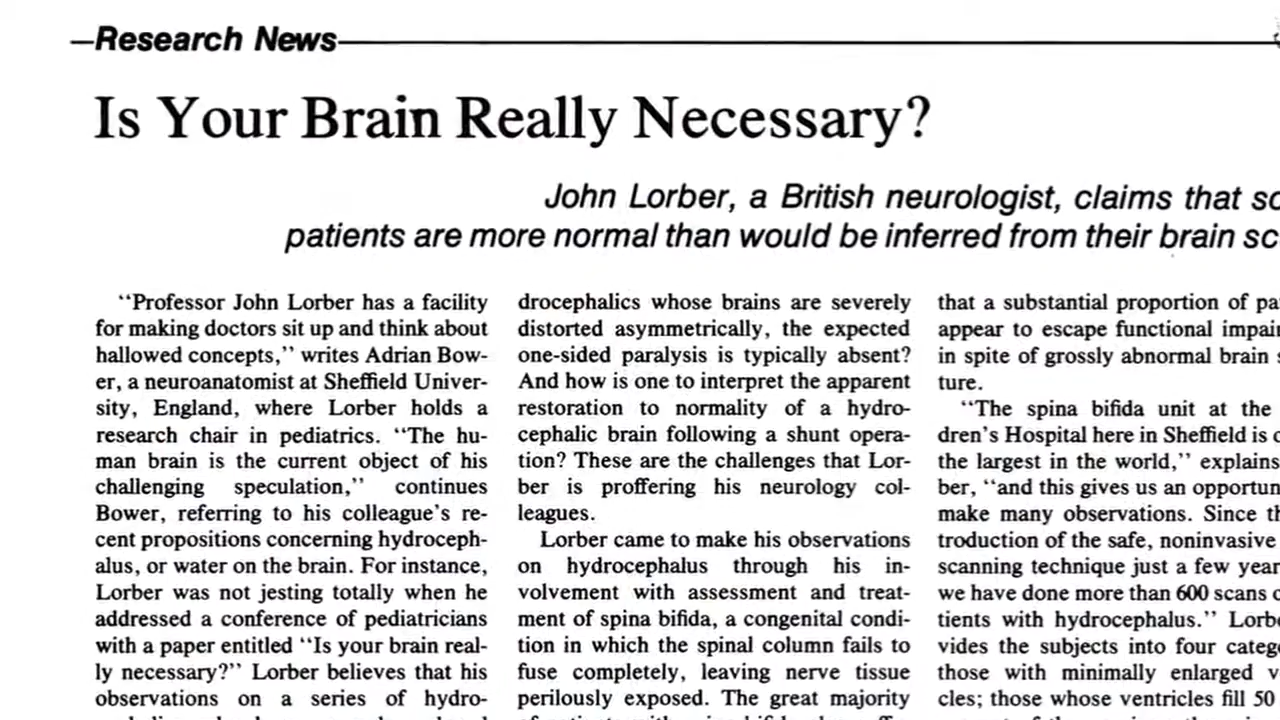 Research News
Is Your Brain Really Necessary?
John Lorber, a British neurologist, claims that
patients are more normal than would be inferred from their brain
“Professor John Lorber has a facility
for making doctors sit up and think about
hallowed concepts,” writes Adrian Bow-
er, a neuroanatomist at Sheffield Univer-
sity, England, where Lorber holds a
research chair in pediatrics. “The hu-
man brain is the current object of his
challenging speculation,” continues
Bower, referring to his colleague's re-
cent propositions concerning hydroceph-
alus, or water on the brain. For instance,
Lorber was not jesting totally when he
addressed a conference of pediatricians
with a paper entitled “Is your brain real-
ly necessary?” Lorber believes that his
observations on a series of hydro-
drocephalics whose brains are severely
distorted asymmetrically, the expected
one-sided paralysis is typically absent?
And how is one to interpret the apparent
restoration to normality of a hydro-
cephalic brain following a shunt opera-
tion? These are the challenges that Lor-
ber is proffering his neurology col-
leagues.
Lorber came to make his observations
on hydrocephalus through his in-
volvement with assessment and treat-
ment of spina bifida, a congenital condi-
tion in which the spinal column fails to
fuse completely, leaving nerve tissue
perilously exposed. The great majority
that a substantial proportion of
appear to escape functional
in spite of grossly abnormal brain
ture.
“The spina bifida unit at the
dren's Hospital here in Sheffield is
the largest in the world,” explains
ber, “and this gives us an
make many observations. Since
troduction of the safe, noninvasive
scanning technique just a few
we have done more than 600 scans
tients with hydrocephalus.”
vides the subjects into four
those with minimally enlarged
cles; those whose ventricles fill 50